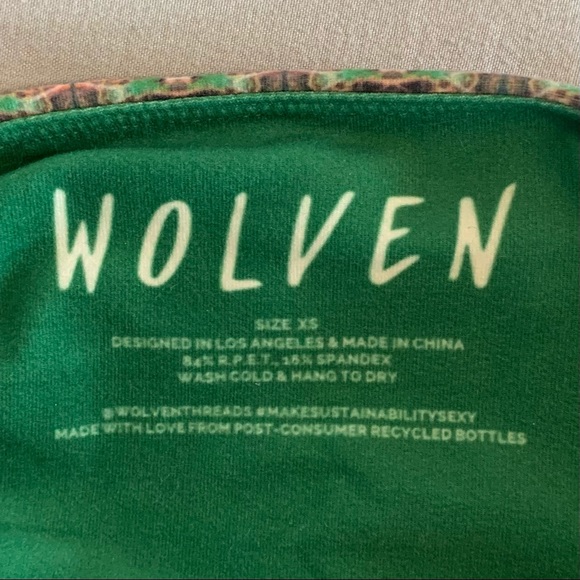 WOLVEN
SIZE XS
DESIGNED IN LOS ANGELES & MADE IN CHINA
84% R.P.E.T., 16% SPANDEX
WASH COLD & HANG TO DRY
@WOLVENTHREADS #MAKESUSTAINABILITYSEXY
MADE WITH LOVE FROM POST-CONSUMER RECYCLED BOTTLES